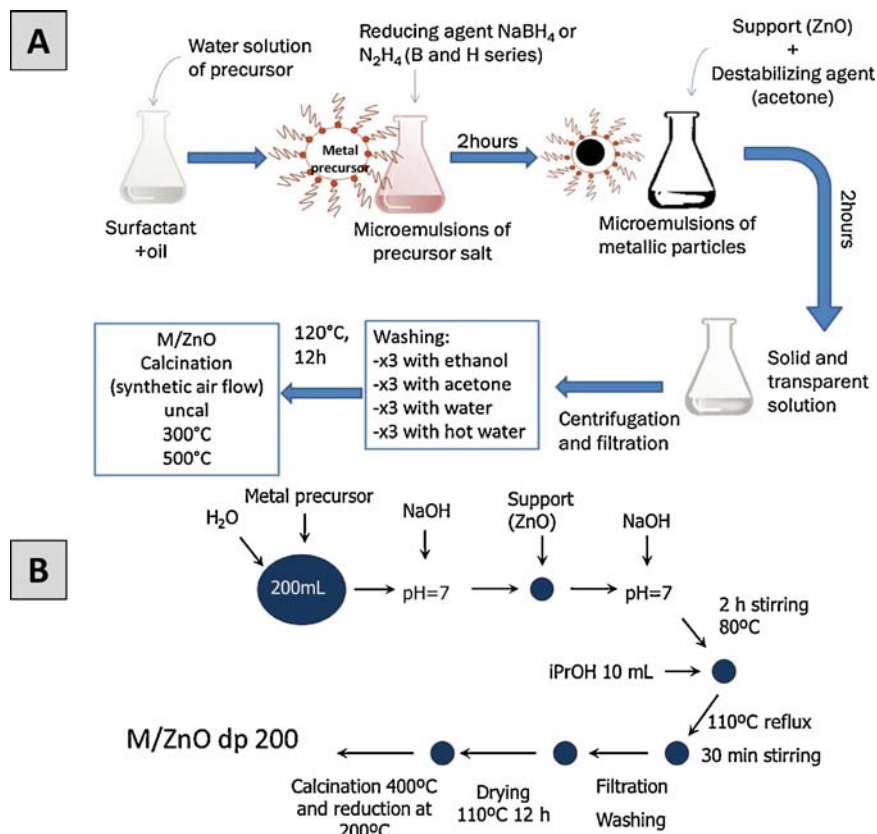 A
Water solution
of precursor
Surfactant
+oil
Reducing agent NaBH4 or
N2H4 (B and H series)
Metal
precursor
Microemulsions of
precursor salt
2hours
Microemulsions of
metallic particles
Support (ZnO)
+
Destabilizing agent
(acetone)
2hours
Solid and
transparent
solution
Centrifugation
and filtration
Washing:
-x3 with ethanol
-x3 with acetone
-x3 with water
-x3 with hot water
120°C,
12h
M/ZnO
Calcination
(synthetic air flow)
uncal
300°C
500°C
B
H2O
Metal precursor
200mL
NaOH
pH=7
Support
(ZnO)
NaOH
pH=7
2 h stirring
80ºC
iPrOH 10 mL
110ºC reflux
30 min stirring
Filtration
Washing
Drying
110ºC 12 h
Calcination 400ºC
and reduction at
200ºC
M/ZnO dp 200